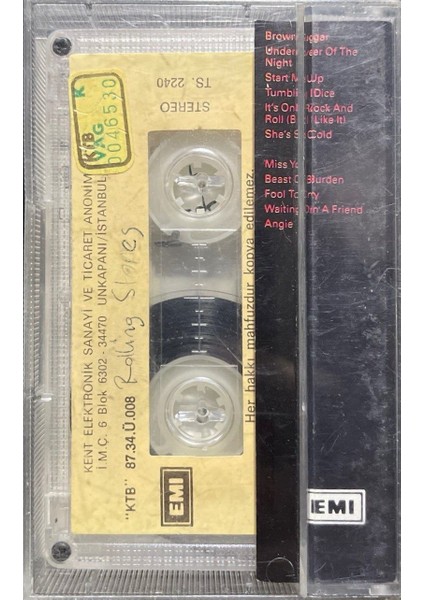 Brown Sugar
Undercover Of The
Night
Start Me Up
Tumbling Dice
It's Only Rock And
Roll (But I Like It)
She's So Cold
Miss You
Beast Of Burden
Fool To Cry
Waiting On A Friend
Angie
EMI
KENT ELEKTRONİK SANAYİ VE TİCARET ANONİM
İ.M.Ç. 6 Blok 6302 - 34470 UNKAPANI/İSTANBUL
"KTB" 87.34.Ü.008
Rolling Stones
STEREO
TS. 2240
K
KTB
VAG
0046530
Her hakkı mahfuzdur kopya edilemez
EMI